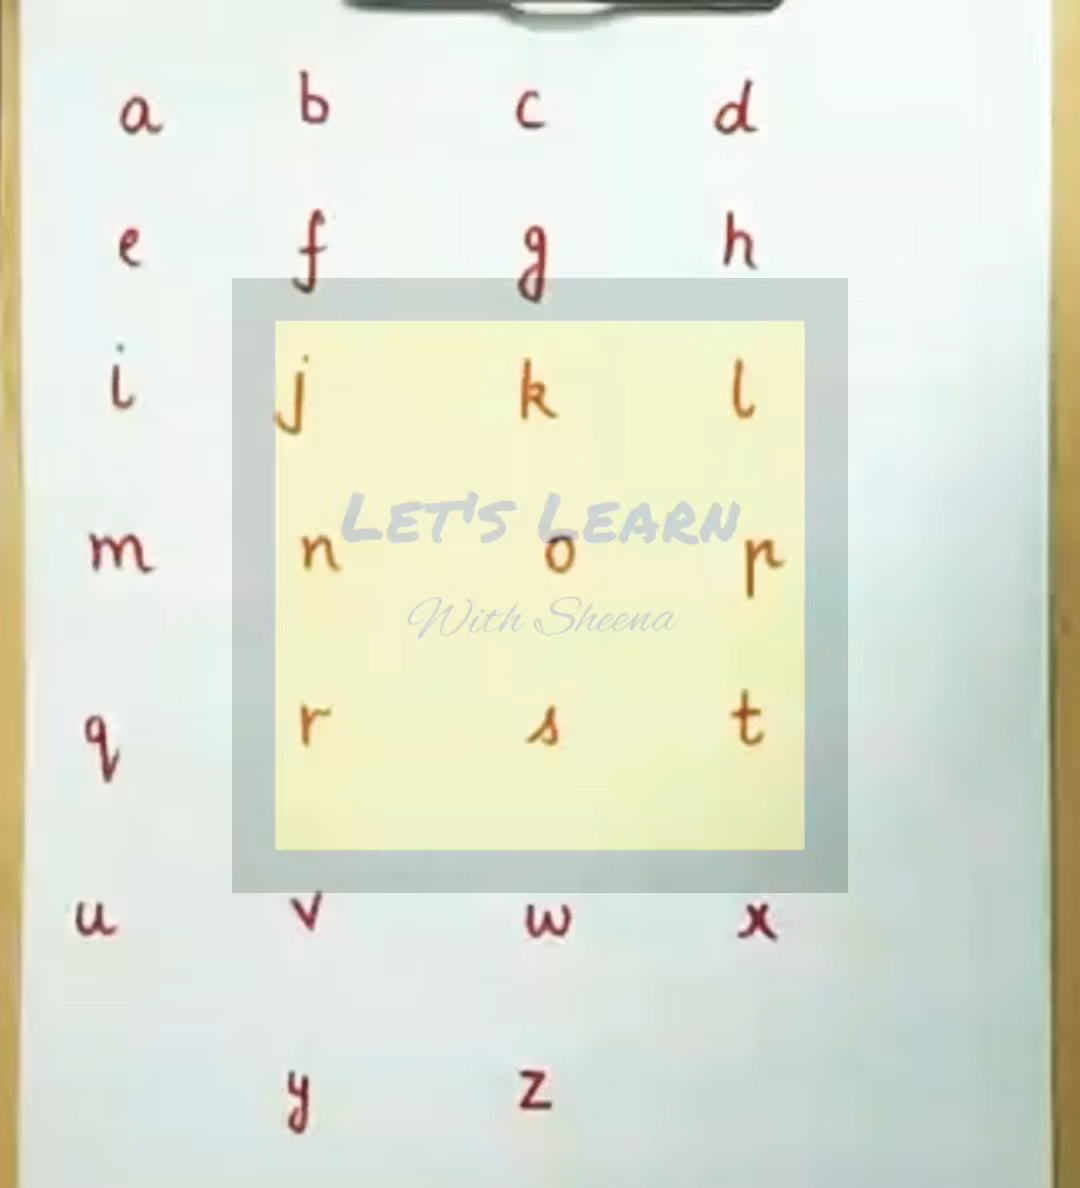 a b c d
e f g h
i j k l
Let's Learn
m n o p
With Sheena
q r s t
u v w x
y z